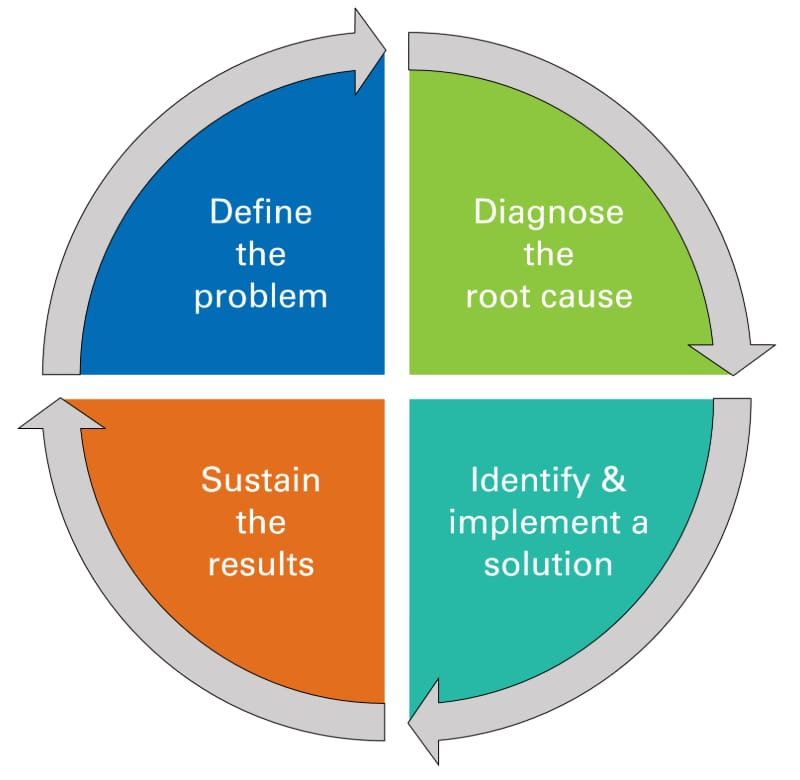 Define
the
problem
Diagnose
the
root cause
Identify &
implement a
solution
Sustain
the
results